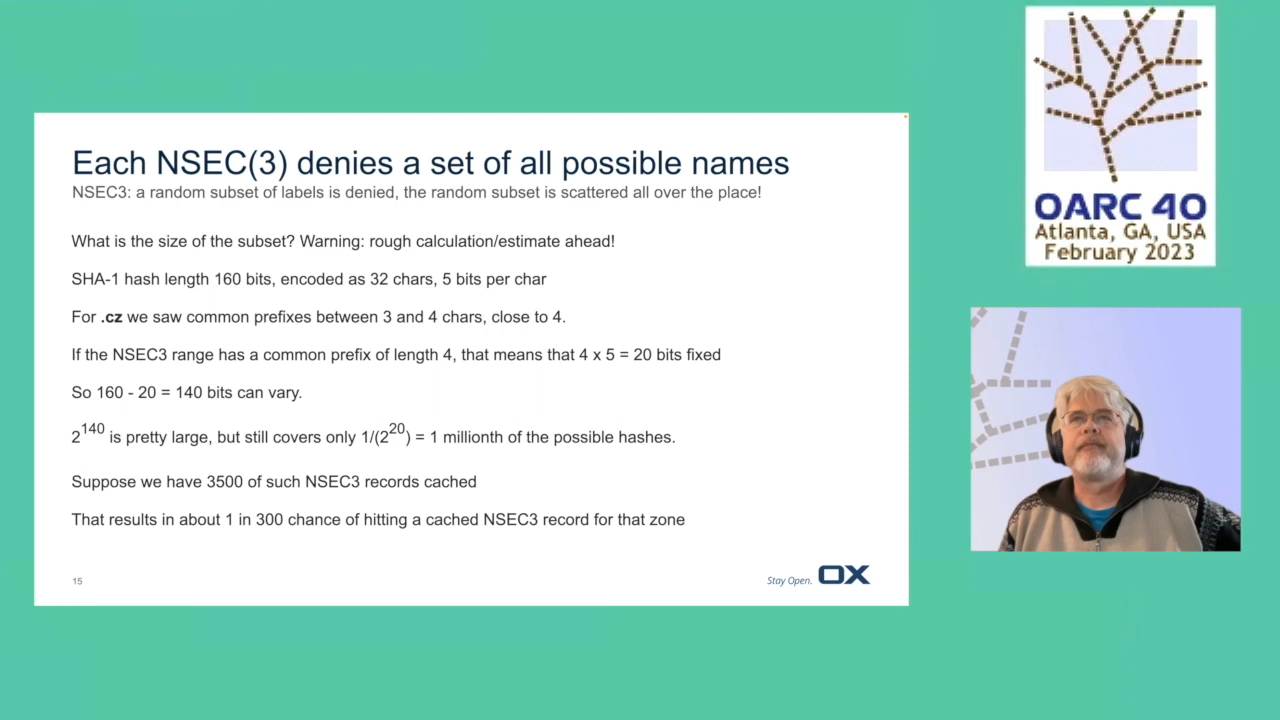 Each NSEC(3) denies a set of all possible names
NSEC3: a random subset of labels is denied, the random subset is scattered all over the place!
What is the size of the subset? Warning: rough calculation/estimate ahead!
SHA-1 hash length 160 bits, encoded as 32 chars, 5 bits per char
For .cz we saw common prefixes between 3 and 4 chars, close to 4.
If the NSEC3 range has a common prefix of length 4, that means that 4 x 5 = 20 bits fixed
So 160 - 20 = 140 bits can vary.
2^140 is pretty large, but still covers only 1/(2^20) = 1 millionth of the possible hashes.
Suppose we have 3500 of such NSEC3 records cached
That results in about 1 in 300 chance of hitting a cached NSEC3 record for that zone
15
Stay Open. OX
OARC 40
Atlanta, GA, USA
February 2023